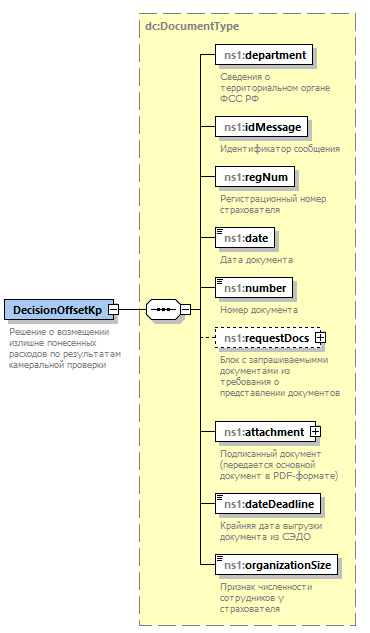 dc:DocumentType
ns1:department
Сведения о
территориальном органе
ФСС РФ
ns1:idMessage
Идентификатор сообщения
ns1:regNum
Регистрационный номер
страхователя
ns1:date
Дата документа
ns1:number
Номер документа
DecisionOffsetKp
Решение о возмещении
излишне понесенных
расходов по результатам
камеральной проверки
ns1:requestDocs
Блок с запрашиваемымми
документами из
требования о
представлении документов
ns1:attachment
Подписанный документ
(передается основной
документ в PDF-формате)
ns1:dateDeadline
Крайняя дата выгрузки
документа из СЭДО
ns1:organizationSize
Признак численности
сотрудников у
страхователя